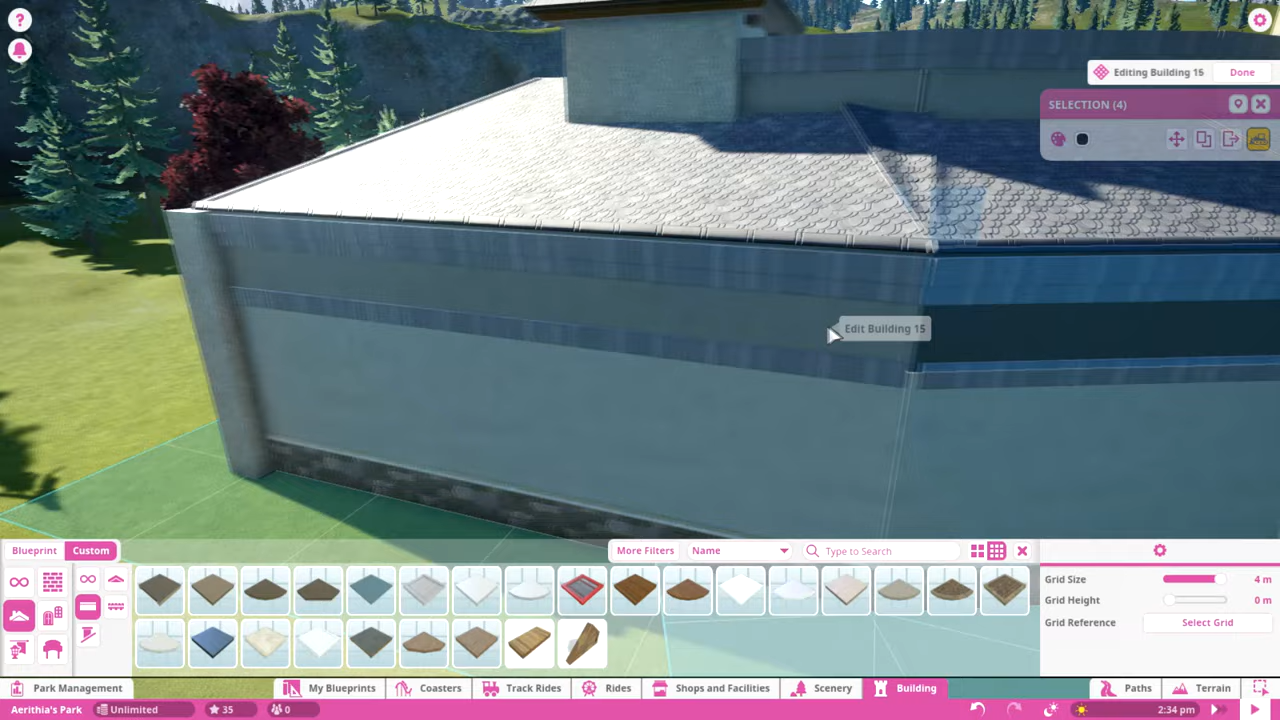 ?
Editing Building 15 Done
SELECTION (4)
Edit Building 15
Blueprint Custom More Filters Name Type to Search
Grid Size 4 m
Grid Height 0 m
Grid Reference Select Grid
Park Management My Blueprints Coasters Track Rides Rides Shops and Facilities Scenery Building Paths Terrain
Aerithia's Park Unlimited 35 0 2:34 pm